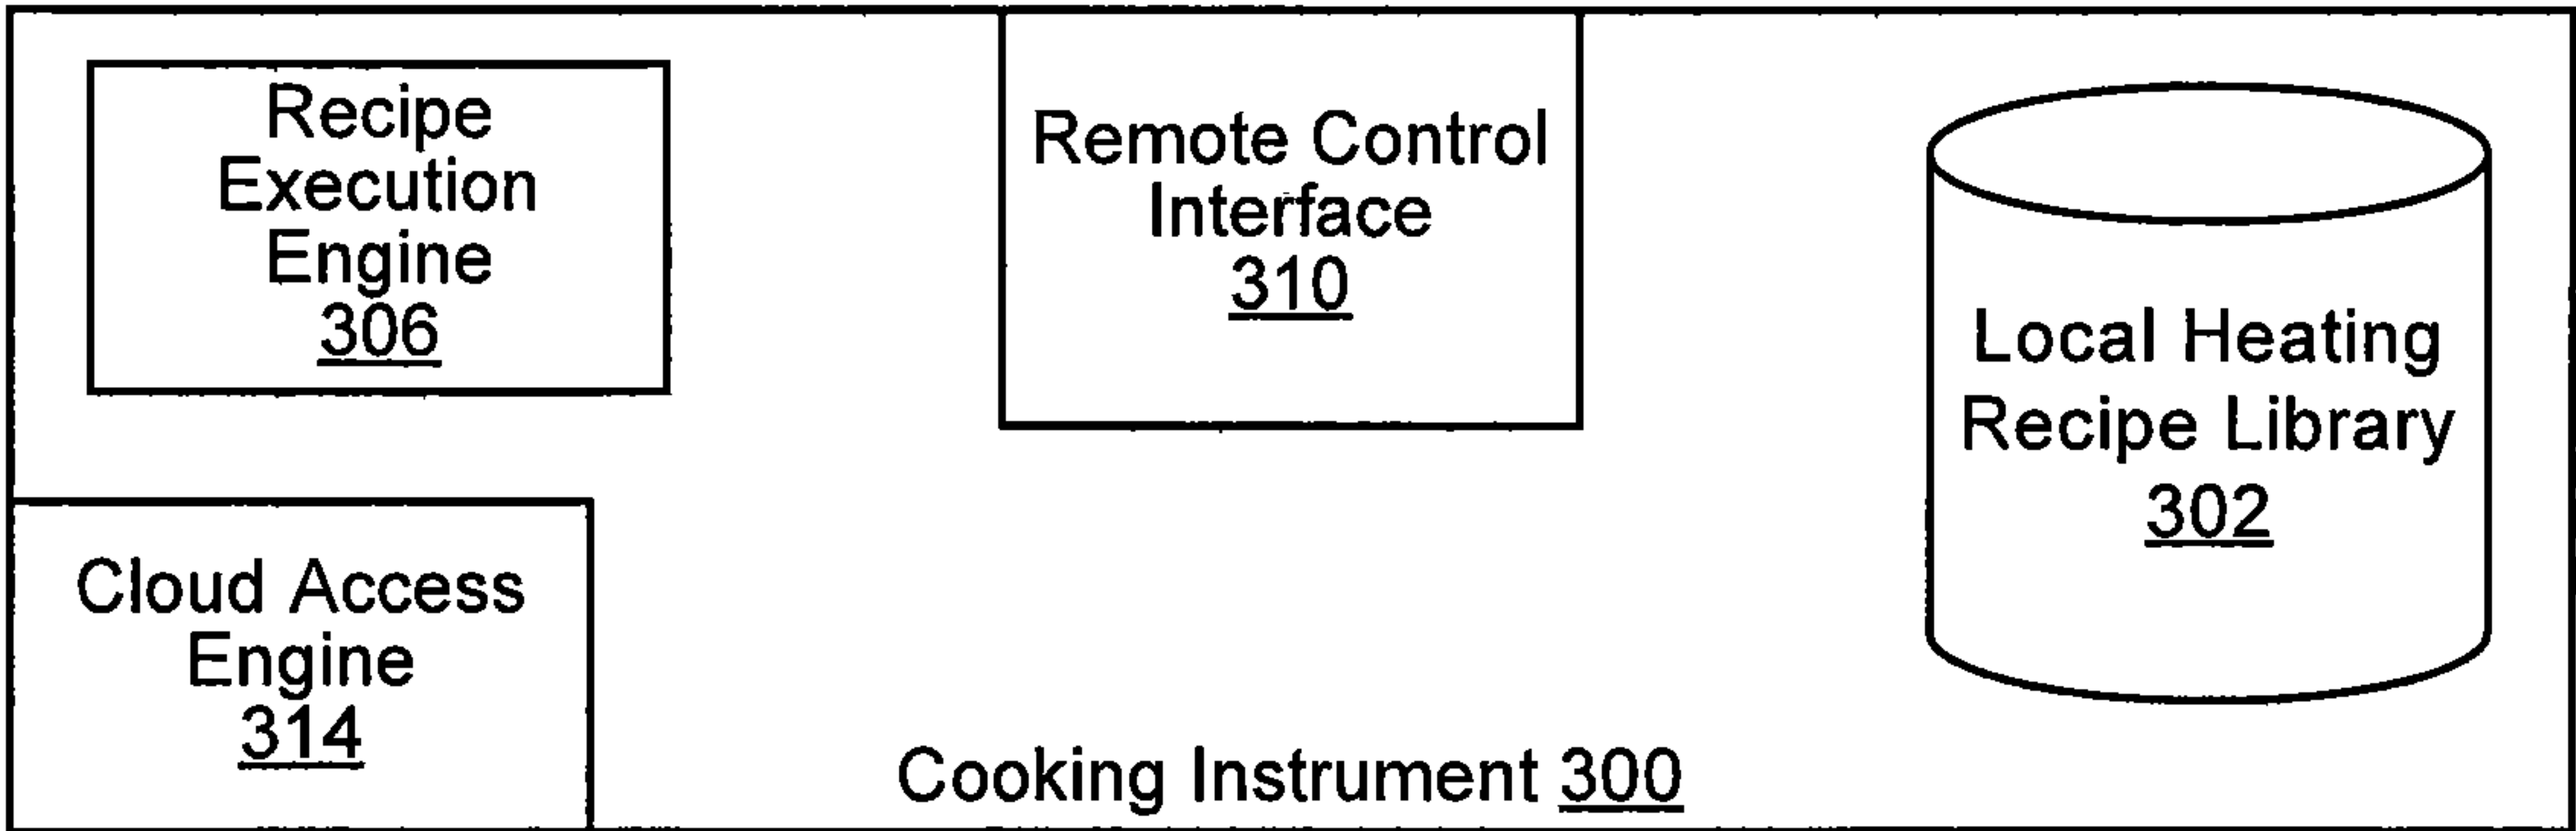 Recipe
Execution
Engine
306
Remote Control
Interface
310
Local Heating
Recipe Library
302
Cloud Access
Engine
314
Cooking Instrument 300